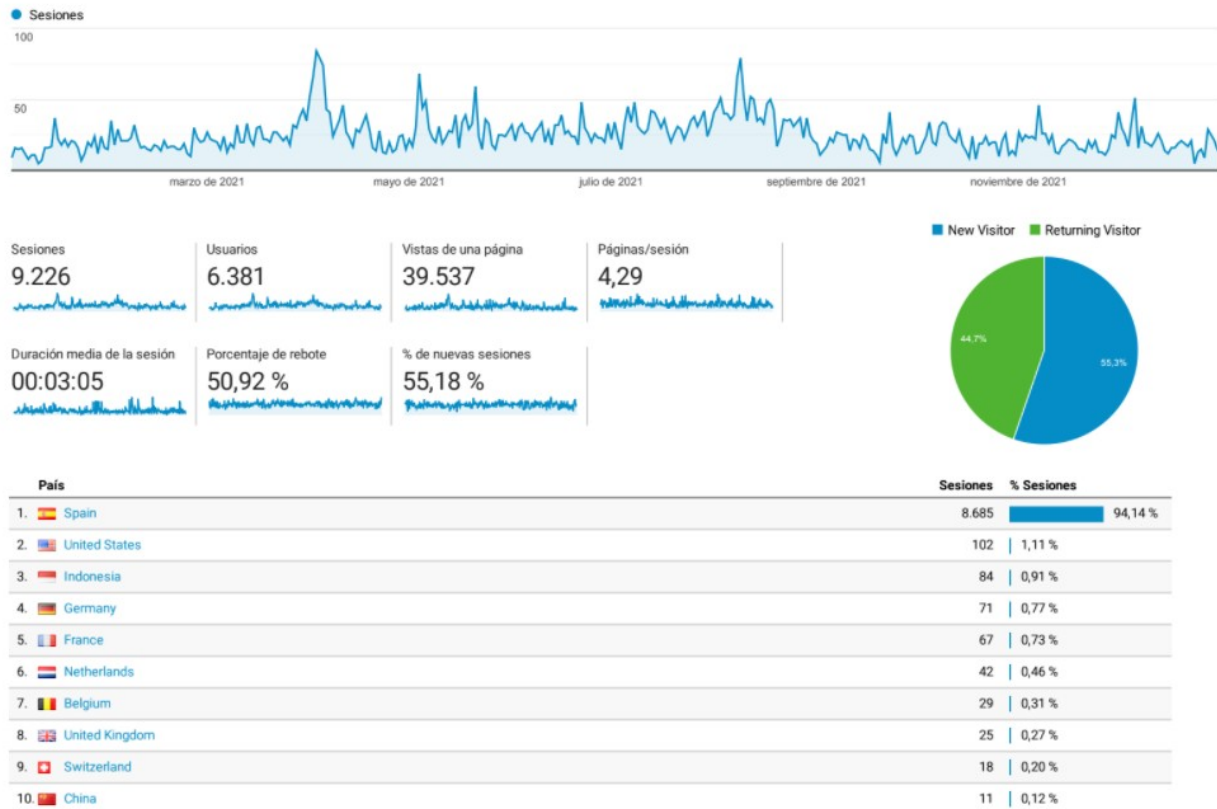 Sesiones
100
50
marzo de 2021 mayo de 2021 julio de 2021 septiembre de 2021 noviembre de 2021
New Visitor Returning Visitor
Sesiones Usuarios Vistas de una página Páginas/sesión
9.226 6.381 39.537 4,29
44,7% 55,3%
Duración media de la sesión Porcentaje de rebote % de nuevas sesiones
00:03:05 50,92 % 55,18 %
País Sesiones % Sesiones
1. Spain 8.685 94,14 %
2. United States 102 1,11 %
3. Indonesia 84 0,91 %
4. Germany 71 0,77 %
5. France 67 0,73 %
6. Netherlands 42 0,46 %
7. Belgium 29 0,31 %
8. United Kingdom 25 0,27 %
9. Switzerland 18 0,20 %
10. China 11 0,12 %